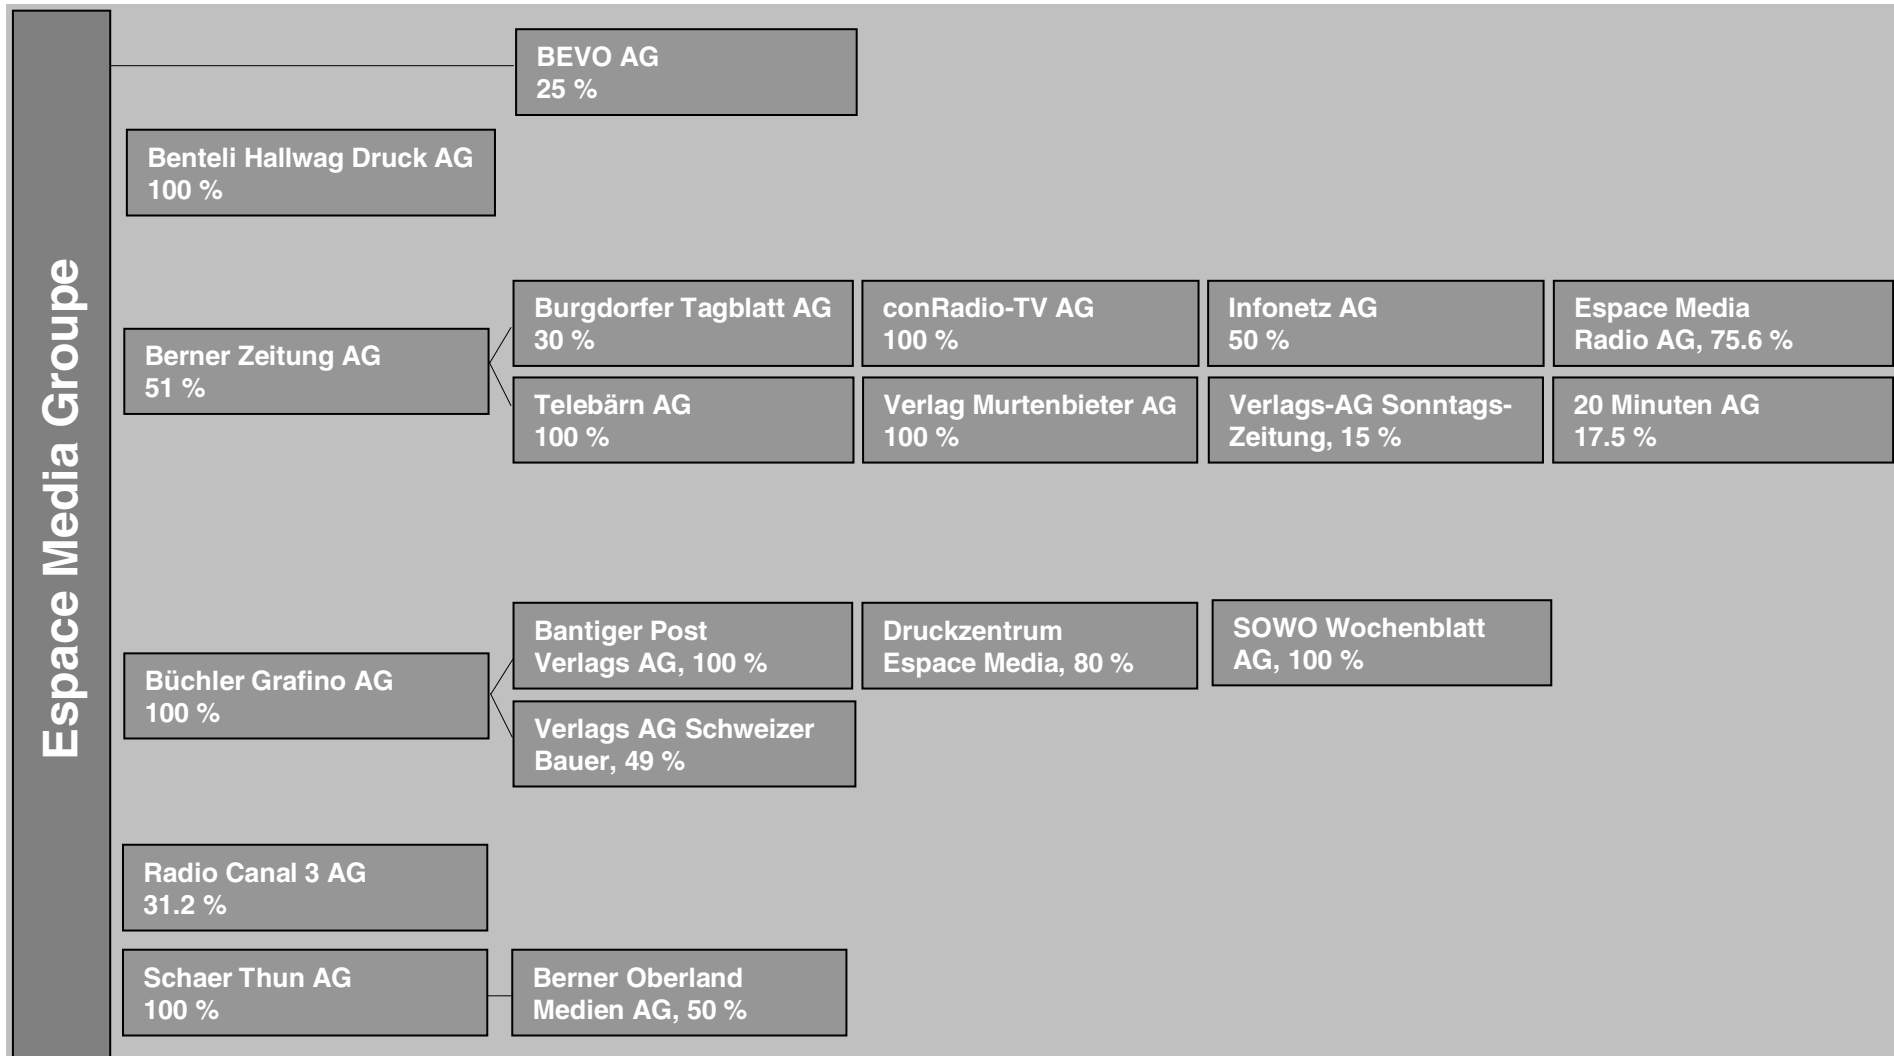 Espace Media Groupe
BEVO AG
25 %
Benteli Hallwag Druck AG
100 %
Berner Zeitung AG
51 %
Burgdorfer Tagblatt AG
30 %
conRadio-TV AG
100 %
Infonetz AG
50 %
Espace Media
Radio AG, 75.6 %
Telebärn AG
100 %
Verlag Murtenbieter AG
100 %
Verlags-AG Sonntags-
Zeitung, 15 %
20 Minuten AG
17.5 %
Büchler Grafino AG
100 %
Bantiger Post
Verlags AG, 100 %
Druckzentrum
Espace Media, 80 %
SOWO Wochenblatt
AG, 100 %
Verlags AG Schweizer
Bauer, 49 %
Radio Canal 3 AG
31.2 %
Schaer Thun AG
100 %
Berner Oberland
Medien AG, 50 %